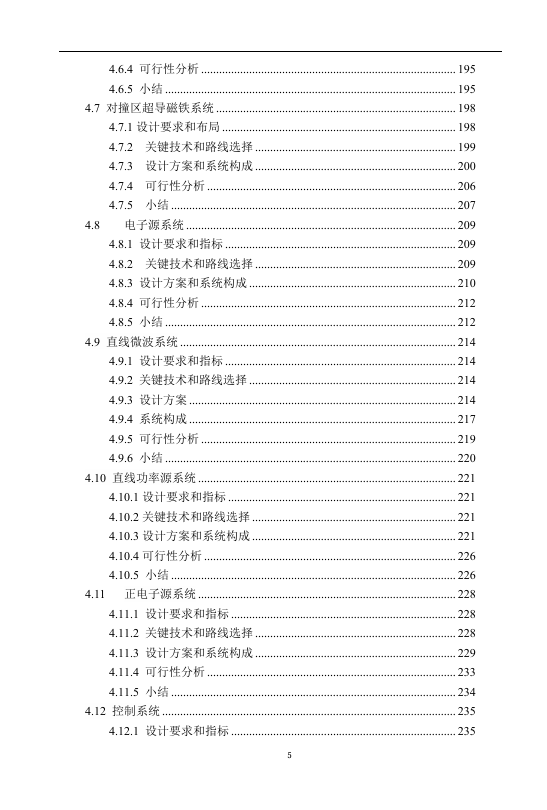 4.6.4 可行性分析 ........ 195
4.6.5 小结 ........ 195
4.7 对撞区超导磁铁系统 ........ 198
4.7.1 设计要求和布局 ........ 198
4.7.2 关键技术和路线选择 ........ 199
4.7.3 设计方案和系统构成 ........ 200
4.7.4 可行性分析 ........ 206
4.7.5 小结 ........ 207
4.8 电子源系统 ........ 209
4.8.1 设计要求和指标 ........ 209
4.8.2 关键技术和路线选择 ........ 209
4.8.3 设计方案和系统构成 ........ 210
4.8.4 可行性分析 ........ 212
4.8.5 小结 ........ 212
4.9 直线微波系统 ........ 214
4.9.1 设计要求和指标 ........ 214
4.9.2 关键技术和路线选择 ........ 214
4.9.3 设计方案 ........ 214
4.9.4 系统构成 ........ 217
4.9.5 可行性分析 ........ 219
4.9.6 小结 ........ 220
4.10 直线功率源系统 ........ 221
4.10.1 设计要求和指标 ........ 221
4.10.2 关键技术和路线选择 ........ 221
4.10.3 设计方案和系统构成 ........ 221
4.10.4 可行性分析 ........ 226
4.10.5 小结 ........ 226
4.11 正电子源系统 ........ 228
4.11.1 设计要求和指标 ........ 228
4.11.2 关键技术和路线选择 ........ 228
4.11.3 设计方案和系统构成 ........ 229
4.11.4 可行性分析 ........ 233
4.11.5 小结 ........ 234
4.12 控制系统 ........ 235
4.12.1 设计要求和指标 ........ 235
5